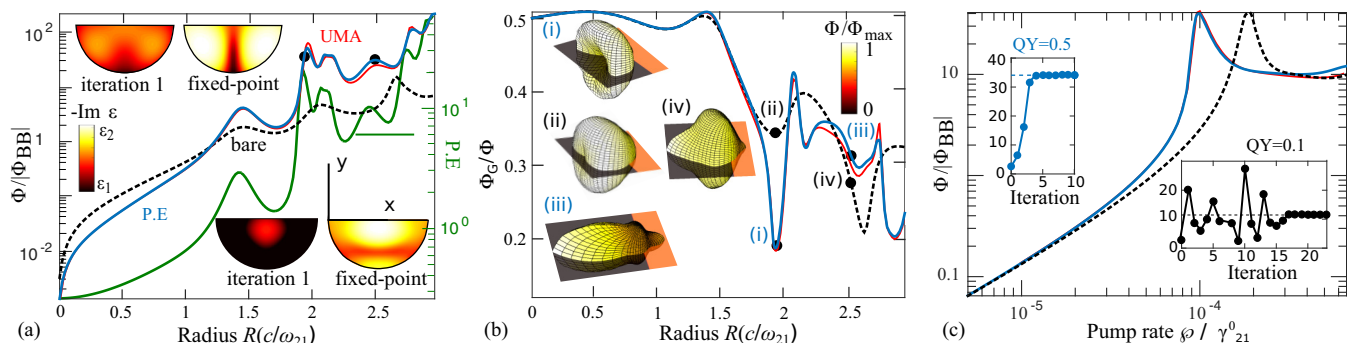 Φ/|Φ_BB|
10²
1
10⁻²
iteration 1
fixed-point
UMA
-Im ε
ε₂
ε₁
bare
P.E
iteration 1
y
x
fixed-point
10¹
P.E
10⁰
0 0.5 1 1.5 2 2.5
(a)
Radius R(c/ω₂₁)
Φ_G/Φ
0.5
0.4
0.3
0.2
(i)
(ii)
(iii)
(iv)
Φ/Φ_max
1
0
(ii)
(iii)
(iv)
(i)
0 0.5 1 1.5 2 2.5
(b)
Radius R(c/ω₂₁)
Φ/|Φ_BB|
10
1
0.1
QY=0.5
40
30
20
10
0
0 5 10
Iteration
QY=0.1
20
10
0
0 10 20
Iteration
10⁻⁵ 10⁻⁴
(c)
Pump rate ℘ / γ⁰₂₁